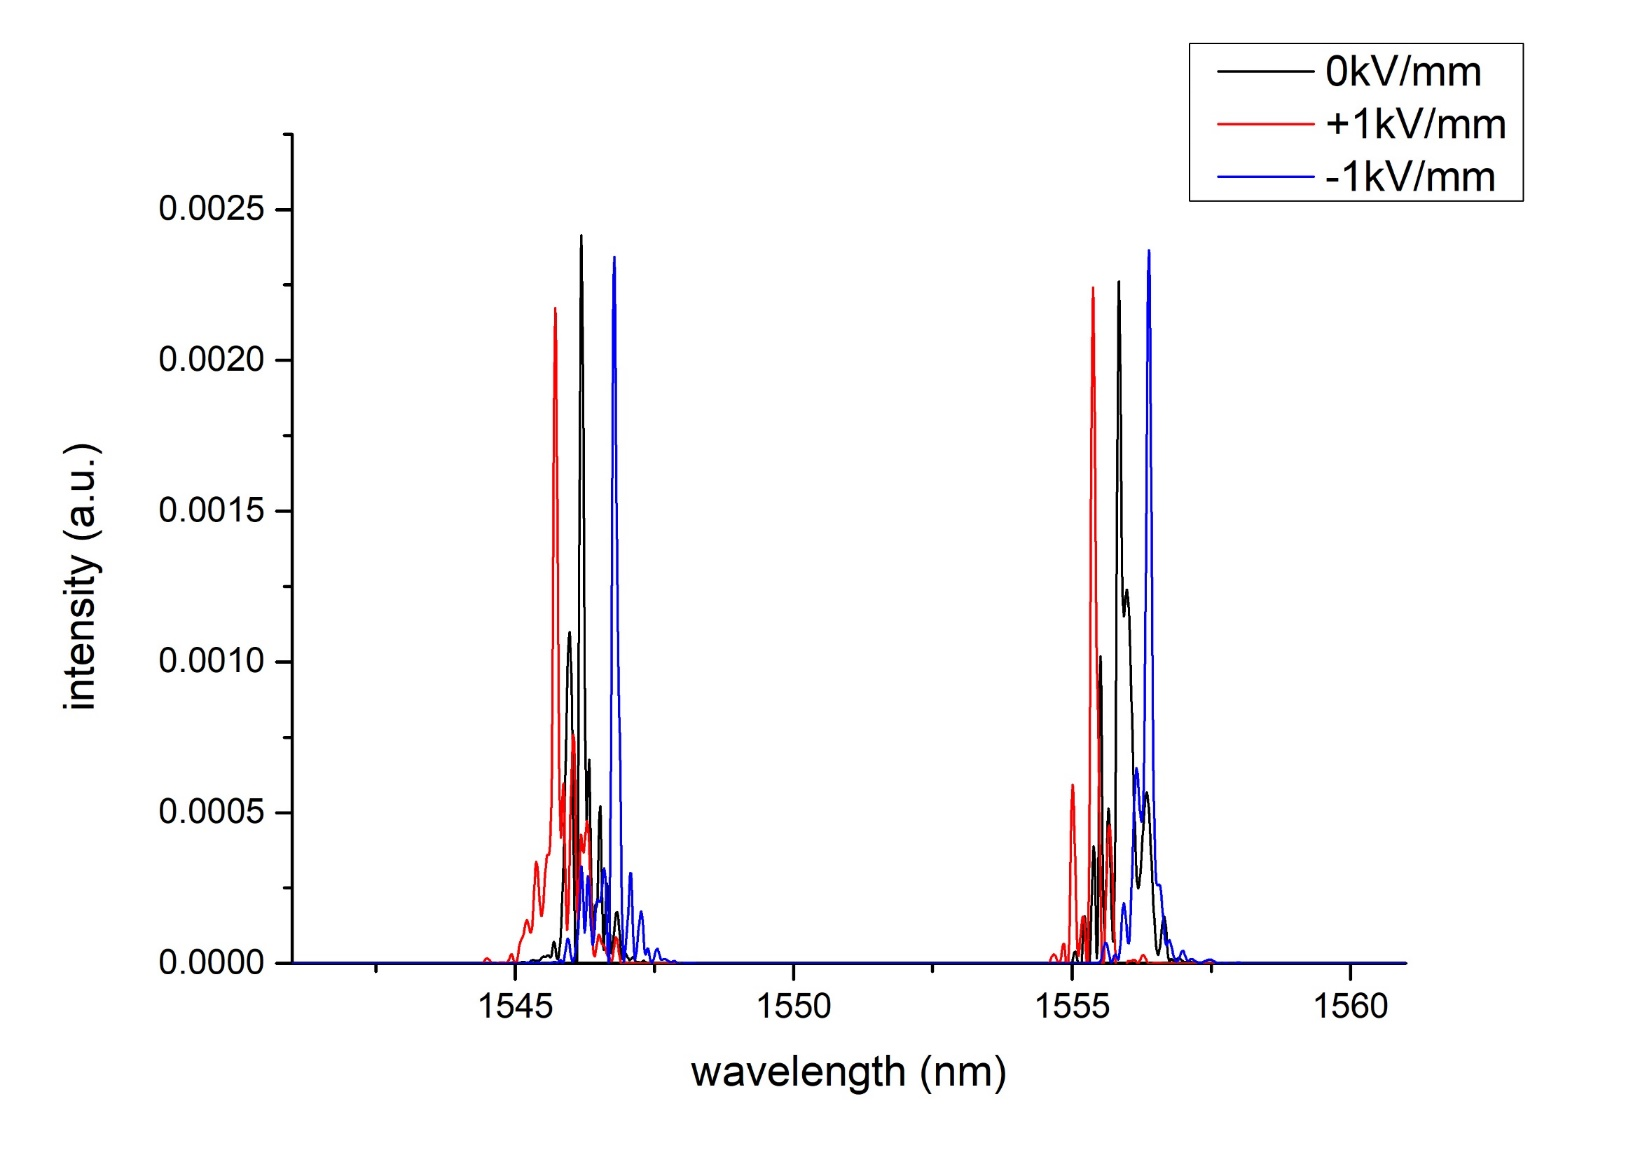 0kV/mm
+1kV/mm
-1kV/mm
0.0025
0.0020
0.0015
0.0010
0.0005
0.0000
intensity (a.u.)
1545 1550 1555 1560
wavelength (nm)